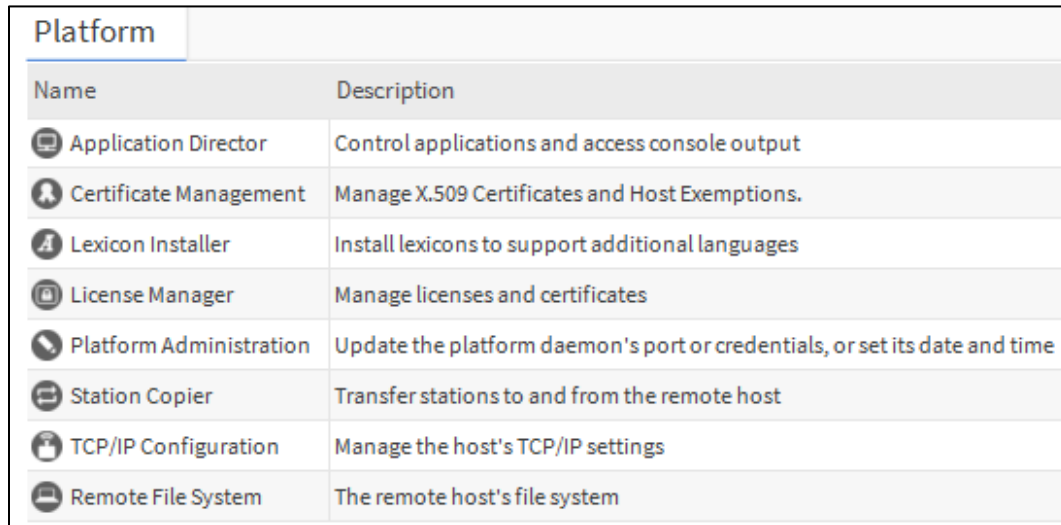 Platform
Name Description
Application Director Control applications and access console output
Certificate Management Manage X.509 Certificates and Host Exemptions.
Lexicon Installer Install lexicons to support additional languages
License Manager Manage licenses and certificates
Platform Administration Update the platform daemon's port or credentials, or set its date and time
Station Copier Transfer stations to and from the remote host
TCP/IP Configuration Manage the host's TCP/IP settings
Remote File System The remote host's file system